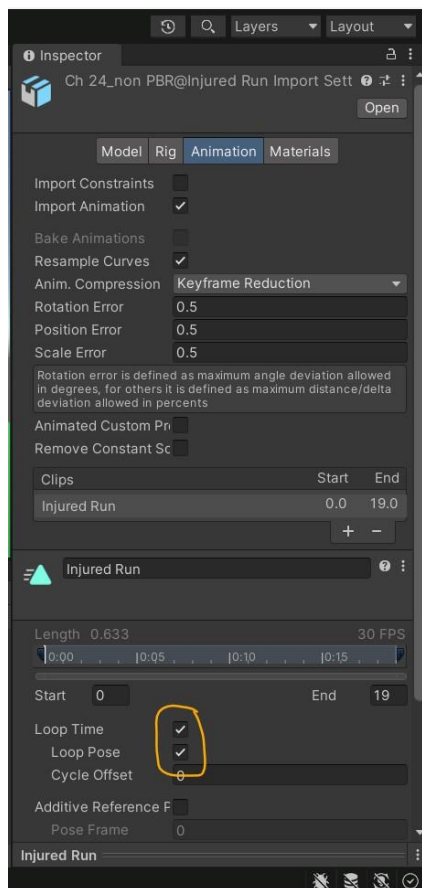 Layers Layout
Inspector
Ch 24_non PBR@Injured Run Import Sett
Open
Model Rig Animation Materials
Import Constraints
Import Animation
Bake Animations
Resample Curves
Anim. Compression Keyframe Reduction
Rotation Error 0.5
Position Error 0.5
Scale Error 0.5
Rotation error is defined as maximum angle deviation allowed
in degrees, for others it is defined as maximum distance/delta
deviation allowed in percents
Animated Custom Pr
Remove Constant Sc
Clips Start End
Injured Run 0.0 19.0
+ −
Injured Run
Length 0.633 30 FPS
0:00 0:05 0:10 0:15
Start 0 End 19
Loop Time
Loop Pose
Cycle Offset 0
Additive Reference P
Pose Frame 0
Injured Run